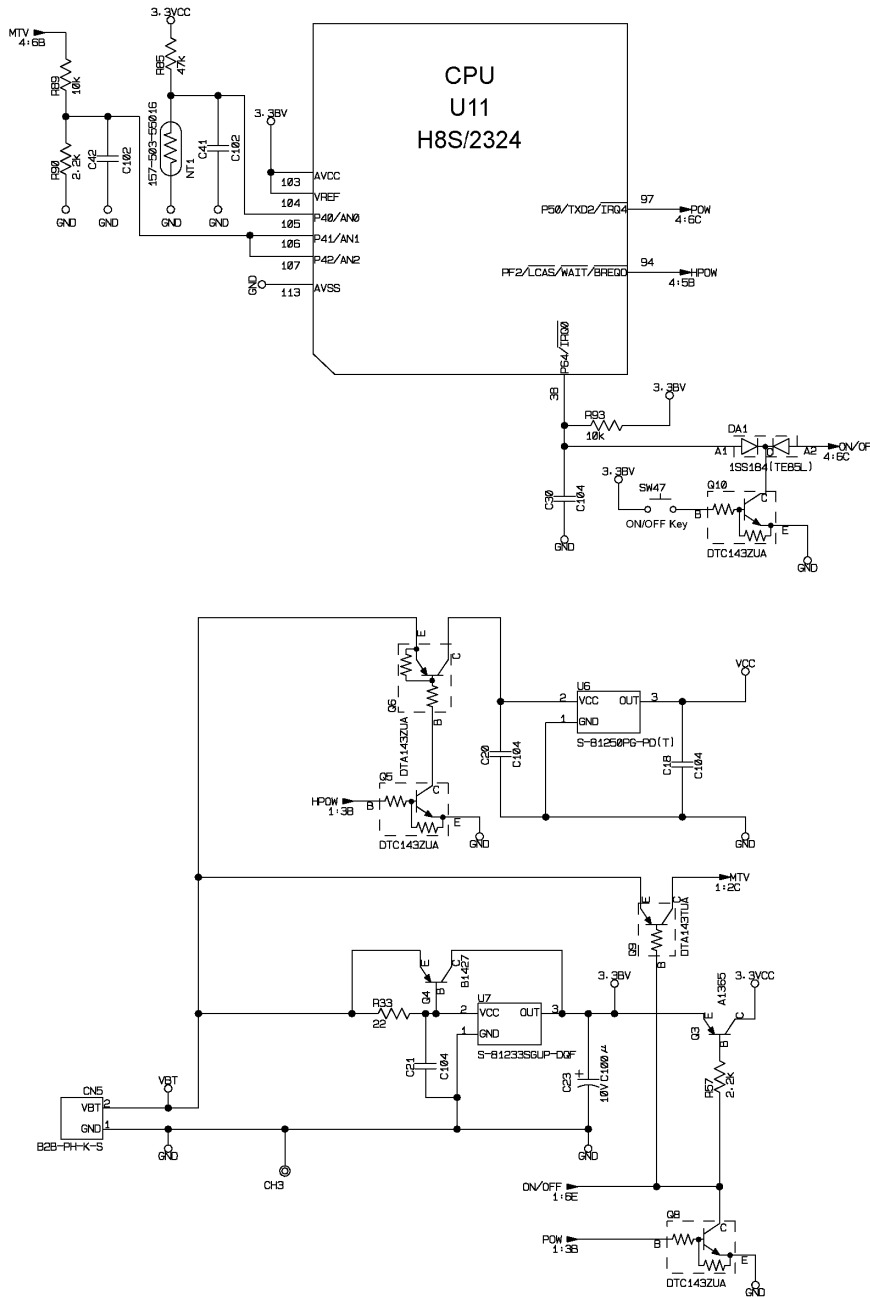 3.3VCC
MTV
4:6B
R89
10k
R85
47k
R90
2.2k
C42
C102
157-503-55016
NT1
C41
C102
3.3BV
GND
GND
GND
GND
CPU
U11
H8S/2324
103
AVCC
104
VREF
105
P40/AN0
106
P41/AN1
107
P42/AN2
GND
113
AVSS
P50/TXD2/IRQ4
97
POW
4:6C
PF2/LCAS/WAIT/BREQO
94
HPOW
4:5B
P64/IRQ0
38
R93
10k
3.3BV
C30
C104
GND
DA1
A1
A2
1SS184(TE85L)
ON/OF
4:6C
3.3BV
SW47
ON/OFF Key
Q10
B
C
E
DTC143ZUA
GND
E
C
Q6
DTA143ZUA
B
Q5
HPOW
1:3B
B
C
E
DTC143ZUA
GND
C20
C104
U6
2
VCC
OUT
3
1
GND
S-81250PG-PD(T)
VCC
C18
C104
GND
MTV
1:2C
E
C
Q9
DTA143TUA
B
E
C
Q4
B
B1427
R33
22
U7
2
VCC
OUT
3
1
GND
S-81233SGUP-DQF
C21
C104
C23
+
10V C100μ
3.3BV
A1365
3.3VCC
Q3
E
C
B
R57
2.2K
VBT
CN5
VBT
2
GND
1
B2B-PH-K-S
GND
CH3
GND
ON/OFF
1:6E
POW
1:3B
Q8
B
C
E
DTC143ZUA
GND